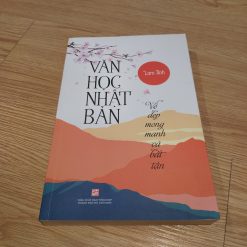 VĂN
HỌC
NHẬT
BẢN
Lam Anh
Vẻ đẹp
mong
manh
và bất
tận